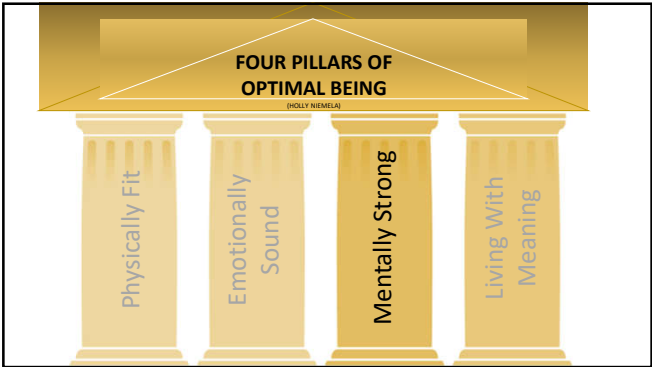 FOUR PILLARS OF
OPTIMAL BEING
(HOLLY NIEMELA)
Physically Fit
Emotionally
Sound
Mentally Strong
Living With
Meaning